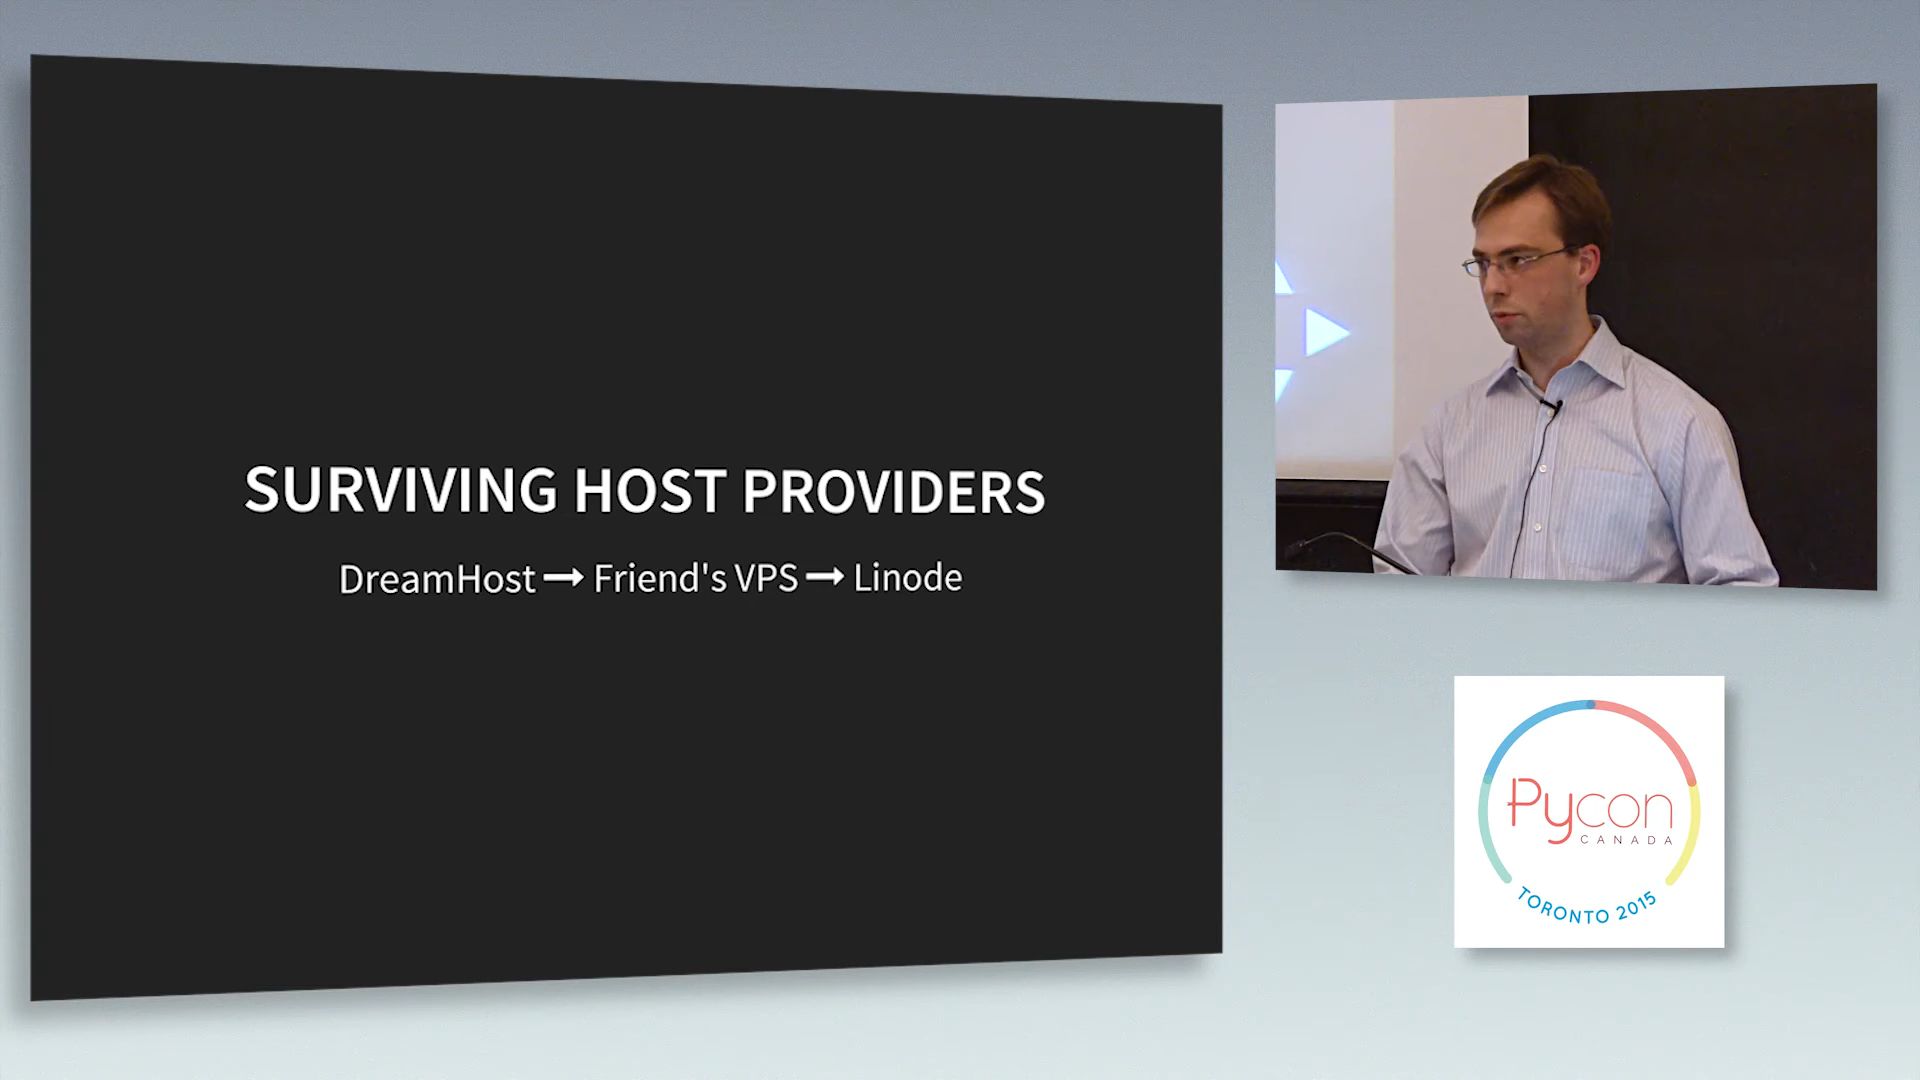 SURVIVING HOST PROVIDERS
DreamHost → Friend's VPS → Linode
Pycon
CANADA
TORONTO 2015